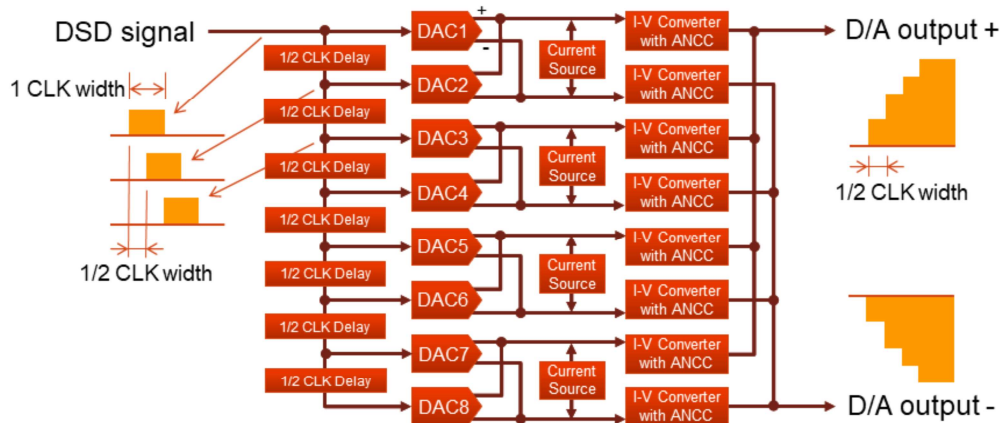 DSD signal
1 CLK width
1/2 CLK width
1/2 CLK Delay
1/2 CLK Delay
1/2 CLK Delay
1/2 CLK Delay
1/2 CLK Delay
1/2 CLK Delay
1/2 CLK Delay
DAC1
+
-
DAC2
DAC3
DAC4
DAC5
DAC6
DAC7
DAC8
Current
Source
Current
Source
Current
Source
Current
Source
I-V Converter
with ANCC
I-V Converter
with ANCC
I-V Converter
with ANCC
I-V Converter
with ANCC
I-V Converter
with ANCC
I-V Converter
with ANCC
I-V Converter
with ANCC
I-V Converter
with ANCC
D/A output +
1/2 CLK width
D/A output -